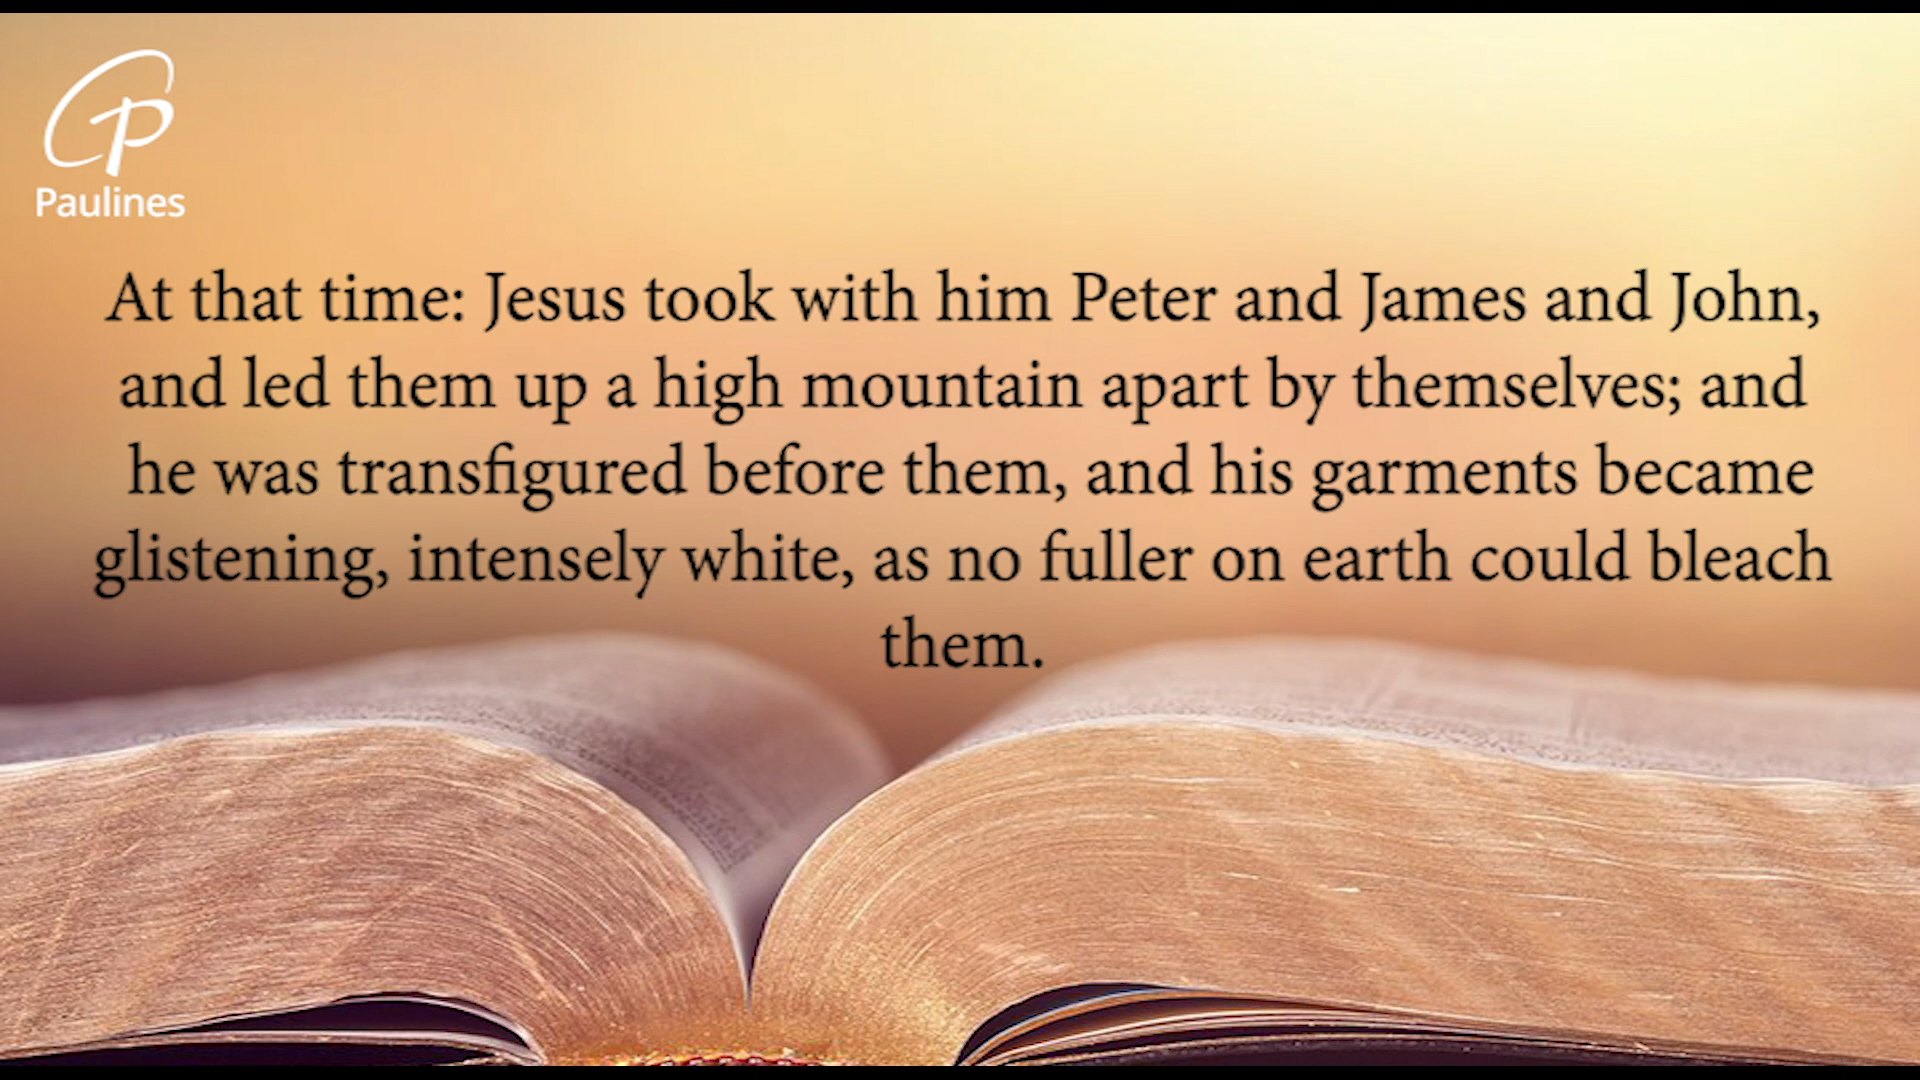 Paulines
At that time: Jesus took with him Peter and James and John,
and led them up a high mountain apart by themselves; and
he was transfigured before them, and his garments became
glistening, intensely white, as no fuller on earth could bleach
them.